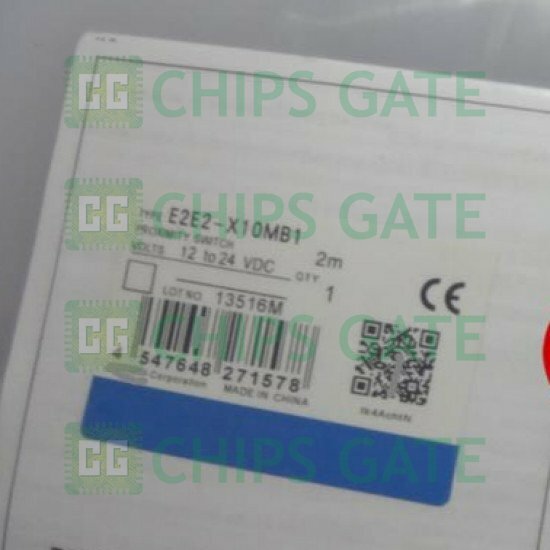 CG CHIPS GATE
CG CHIPS GATE
TYPE E2E2-X10MB1
PROXIMITY SWITCH 2m
VOLTS 12 to 24 VDC QTY
1
LOT NO. 13516M
CE
4 547648 271578
Corporation MADE IN CHINA
CG CHIPS GATE
CG CHIPS GATE